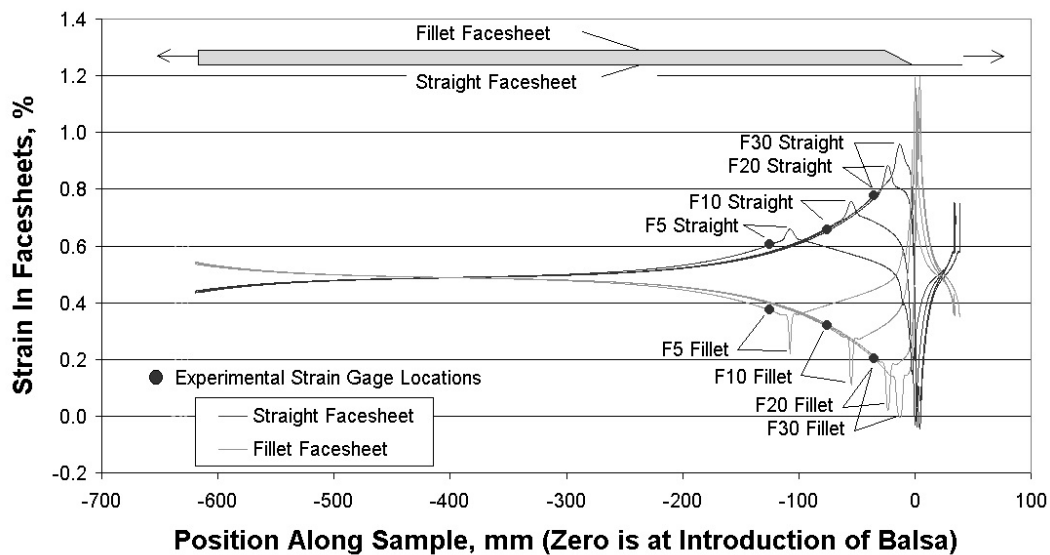 Strain In Facesheets, %
1.4
1.2
1.0
0.8
0.6
0.4
0.2
0.0
-0.2
Fillet Facesheet
Straight Facesheet
F30 Straight
F20 Straight
F10 Straight
F5 Straight
F5 Fillet
F10 Fillet
F20 Fillet
F30 Fillet
Experimental Strain Gage Locations
Straight Facesheet
Fillet Facesheet
-700 -600 -500 -400 -300 -200 -100 0 100
Position Along Sample, mm (Zero is at Introduction of Balsa)